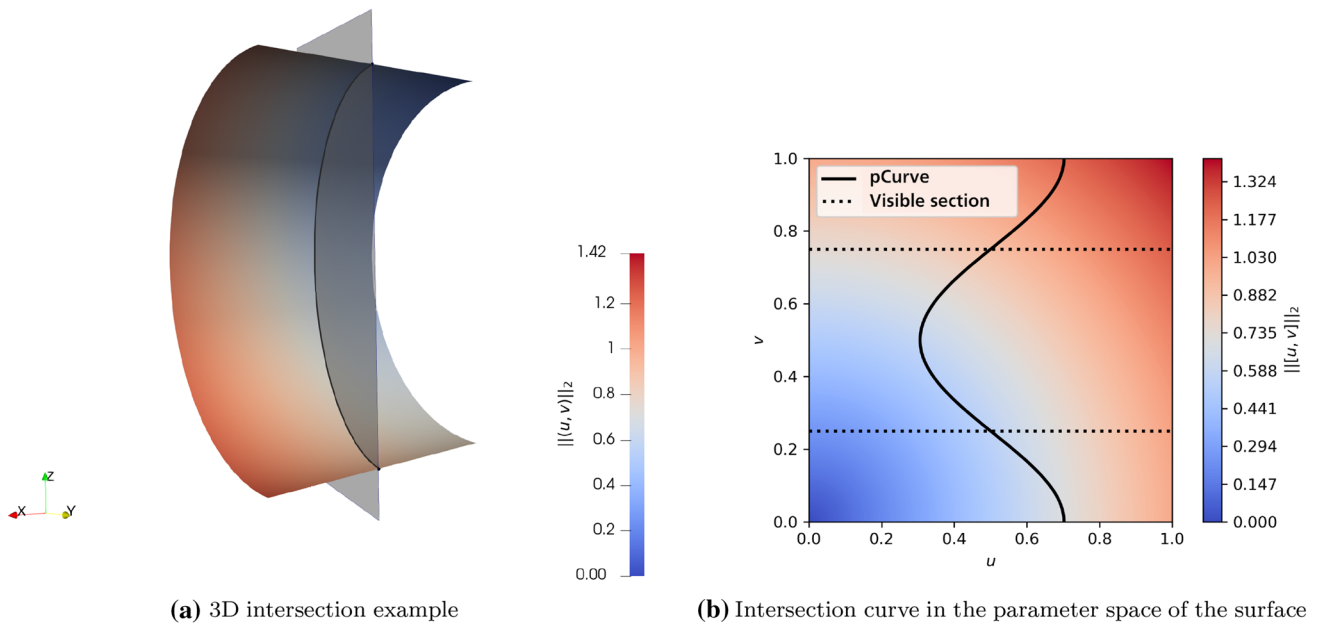 1.42
1.2
1
0.8
0.6
0.4
0.2
0.00
||(u, v)||₂
Z
X
Y
(a) 3D intersection example
pCurve
Visible section
1.0
0.8
0.6
0.4
0.2
0.0
v
0.0 0.2 0.4 0.6 0.8 1.0
u
1.324
1.177
1.030
0.882
0.735
0.588
0.441
0.294
0.147
0.000
||[u, v]||₂
(b) Intersection curve in the parameter space of the surface